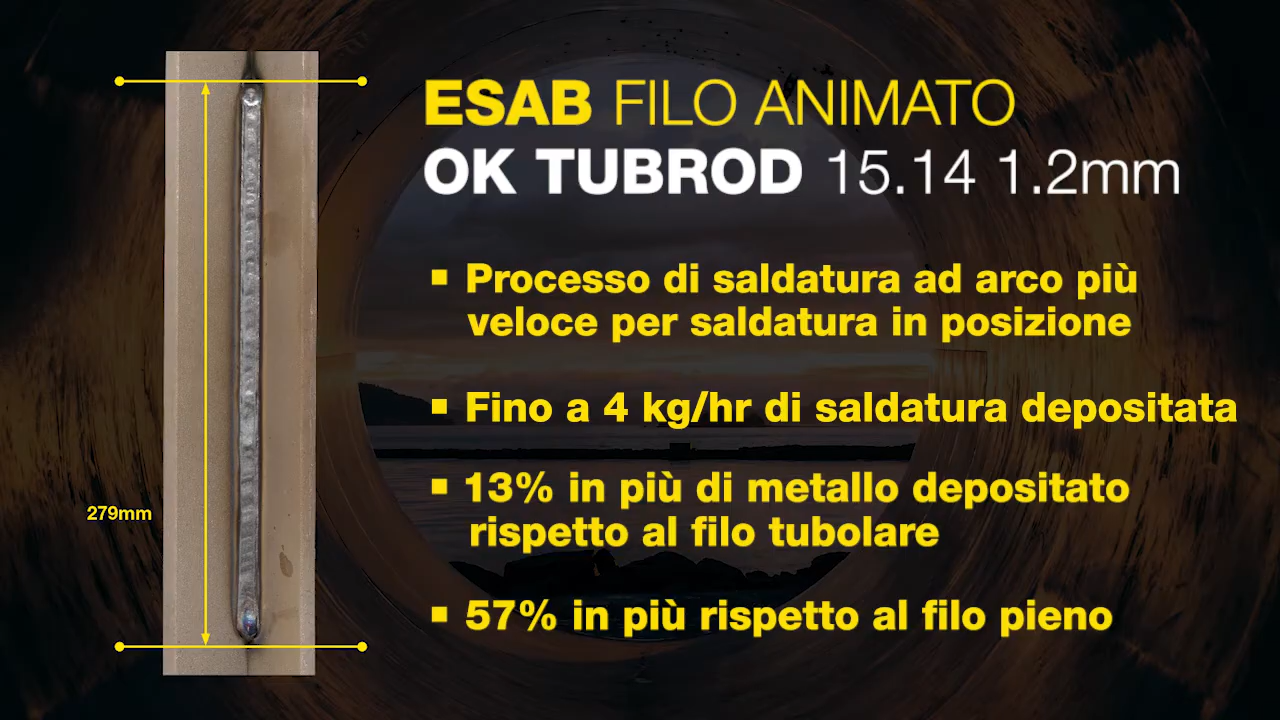 ESAB FILO ANIMATO
OK TUBROD 15.14 1.2mm
▪ Processo di saldatura ad arco più
veloce per saldatura in posizione
▪ Fino a 4 kg/hr di saldatura depositata
▪ 13% in più di metallo depositato
rispetto al filo tubolare
▪ 57% in più rispetto al filo pieno
279mm